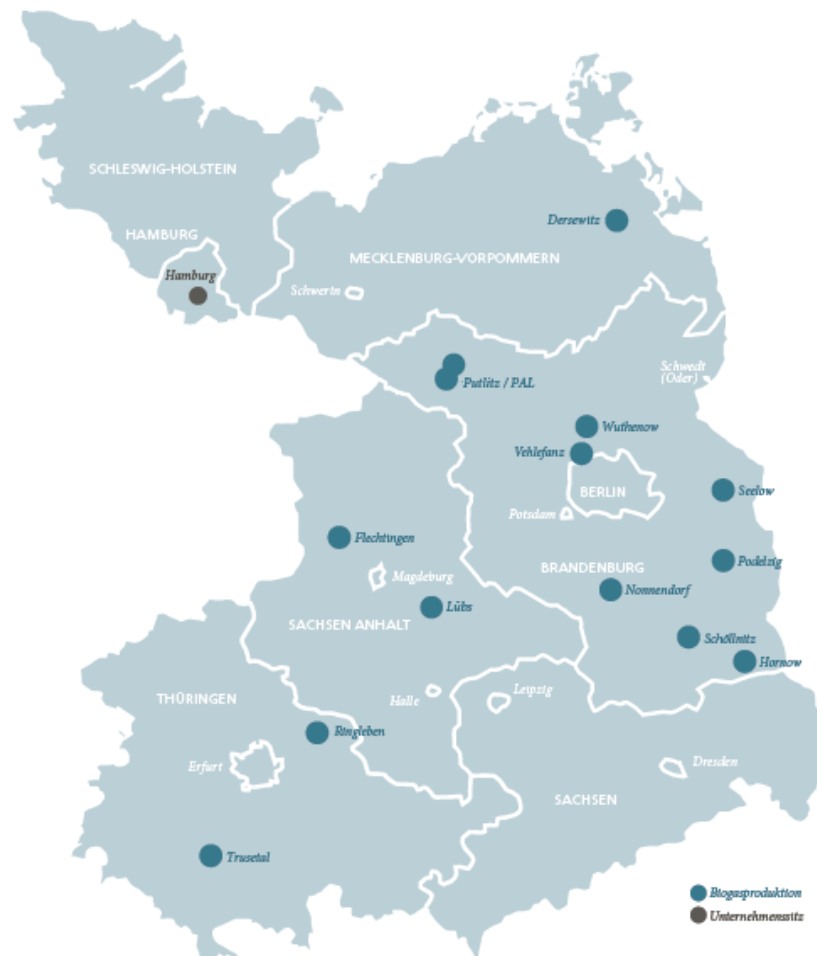 SCHLESWIG-HOLSTEIN
Dersewitz
HAMBURG
MECKLENBURG-VORPOMMERN
Hamburg
Schwerin
Schwedt
(Oder)
Putlitz / PAL
Wuthenow
Vehlefanz
BERLIN
Seelow
Potsdam
Flechtingen
Podelzig
BRANDENBURG
Magdeburg
Nonnendorf
Lübs
SACHSEN ANHALT
Schöllnitz
Hornow
Leipzig
THÜRINGEN
Halle
Ringleben
Dresden
Erfurt
SACHSEN
Trusetal
Biogasproduktion
Unternehmenssitz